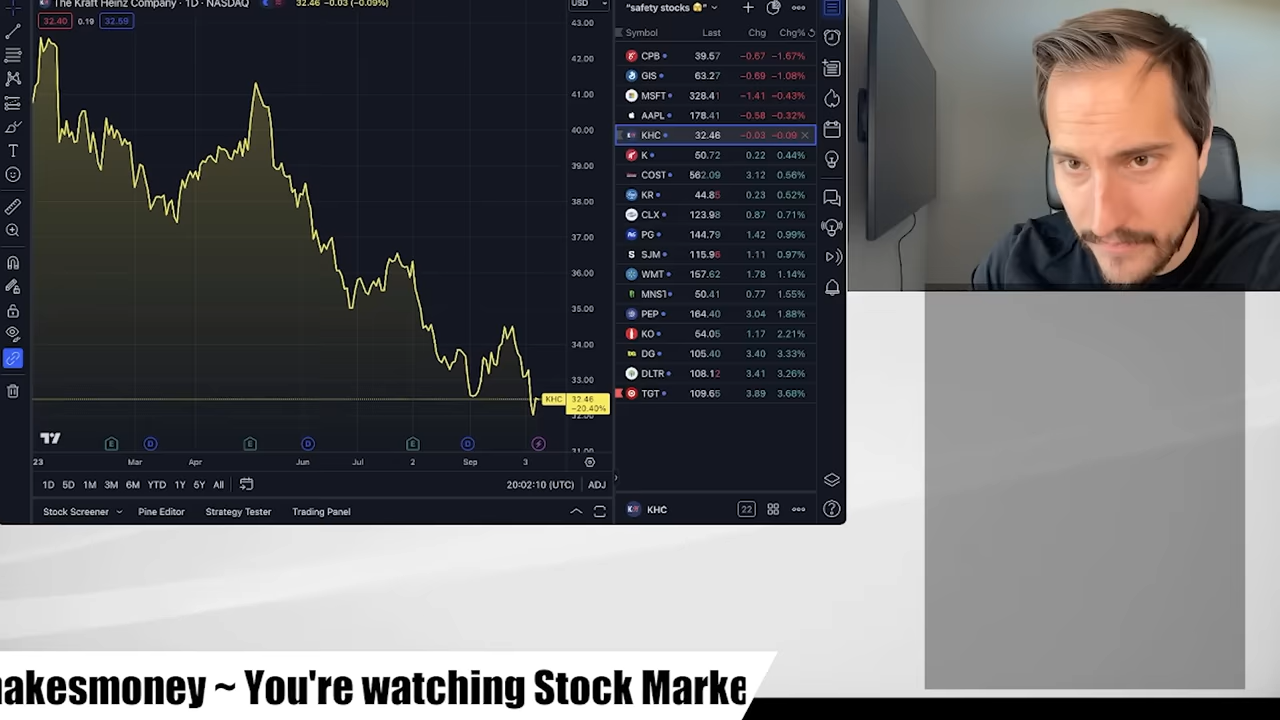 The Kraft Heinz Company · 1D · NASDAQ
32.46 −0.03 (−0.09%)
USD
32.40 0.19 32.59
43.00
42.00
41.00
40.00
39.00
38.00
37.00
36.00
35.00
34.00
33.00
KHC 32.46
−20.40%
32.00
31.00
E D E D E D
23 Mar Apr Jun Jul 2 Sep 3
1D 5D 1M 3M 6M YTD 1Y 5Y All
20:02:10 (UTC) ADJ
Stock Screener Pine Editor Strategy Tester Trading Panel
"safety stocks
Symbol Last Chg Chg%
CPB 39.57 −0.67 −1.67%
GIS 63.27 −0.69 −1.08%
MSFT 328.41 −1.41 −0.43%
AAPL 178.41 −0.58 −0.32%
KHC 32.46 −0.03 −0.09
K 50.72 0.22 0.44%
COST 562.09 3.12 0.56%
KR 44.85 0.23 0.52%
CLX 123.98 0.87 0.71%
PG 144.79 1.42 0.99%
SJM 115.96 1.11 0.97%
WMT 157.62 1.78 1.14%
MNST 50.41 0.77 1.55%
PEP 164.40 3.04 1.88%
KO 54.05 1.17 2.21%
DG 105.40 3.40 3.33%
DLTR 108.12 3.41 3.26%
TGT 109.65 3.89 3.68%
KHC
22
akesmoney ~ You're watching Stock Marke